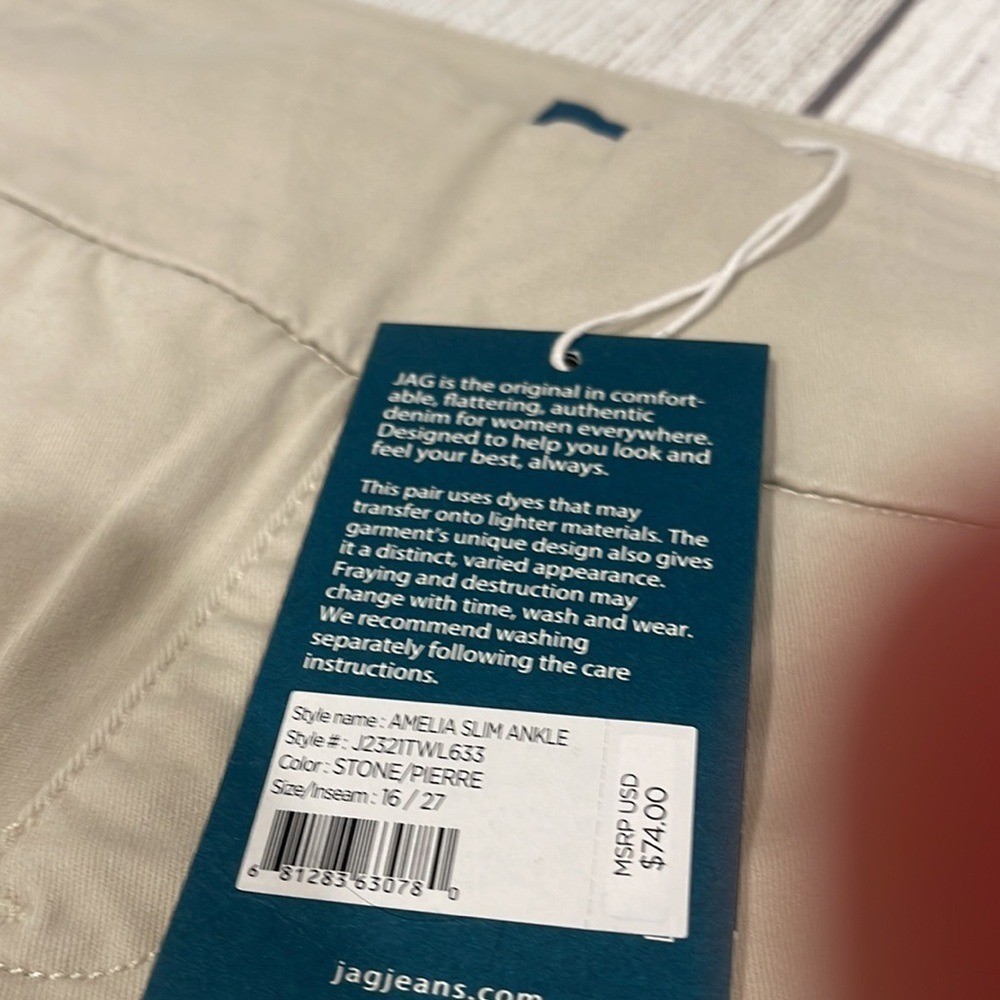 JAG is the original in comfort-
able, flattering, authentic
denim for women everywhere.
Designed to help you look and
feel your best, always.
This pair uses dyes that may
transfer onto lighter materials. The
garment's unique design also gives
it a distinct, varied appearance.
Fraying and destruction may
change with time, wash and wear.
We recommend washing
separately following the care
instructions.
Style name : AMELIA SLIM ANKLE
Style # : J2321TWL633
Color : STONE/PIERRE
Size/Inseam : 16 / 27
6 81283 63078 0
MSRP USD
$74.00
jagjeans.com